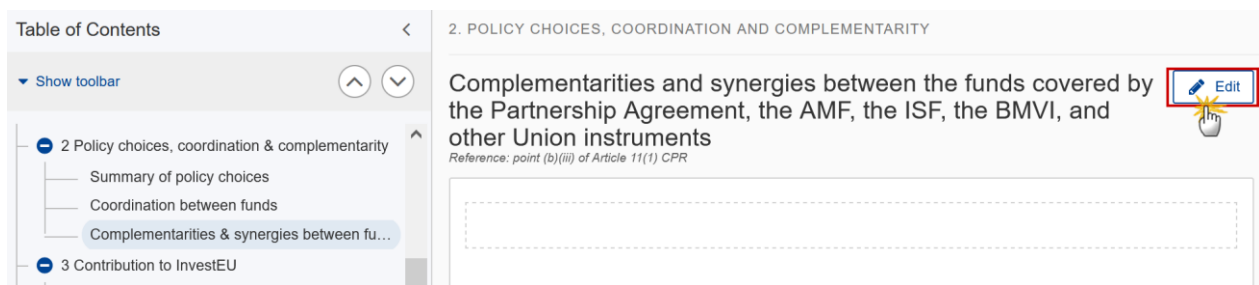 Table of Contents
Show toolbar
2 Policy choices, coordination & complementarity
Summary of policy choices
Coordination between funds
Complementarities & synergies between fu...
3 Contribution to InvestEU
2. POLICY CHOICES, COORDINATION AND COMPLEMENTARITY
Complementarities and synergies between the funds covered by
the Partnership Agreement, the AMF, the ISF, the BMVI, and
other Union instruments
Reference: point (b)(iii) of Article 11(1) CPR
Edit